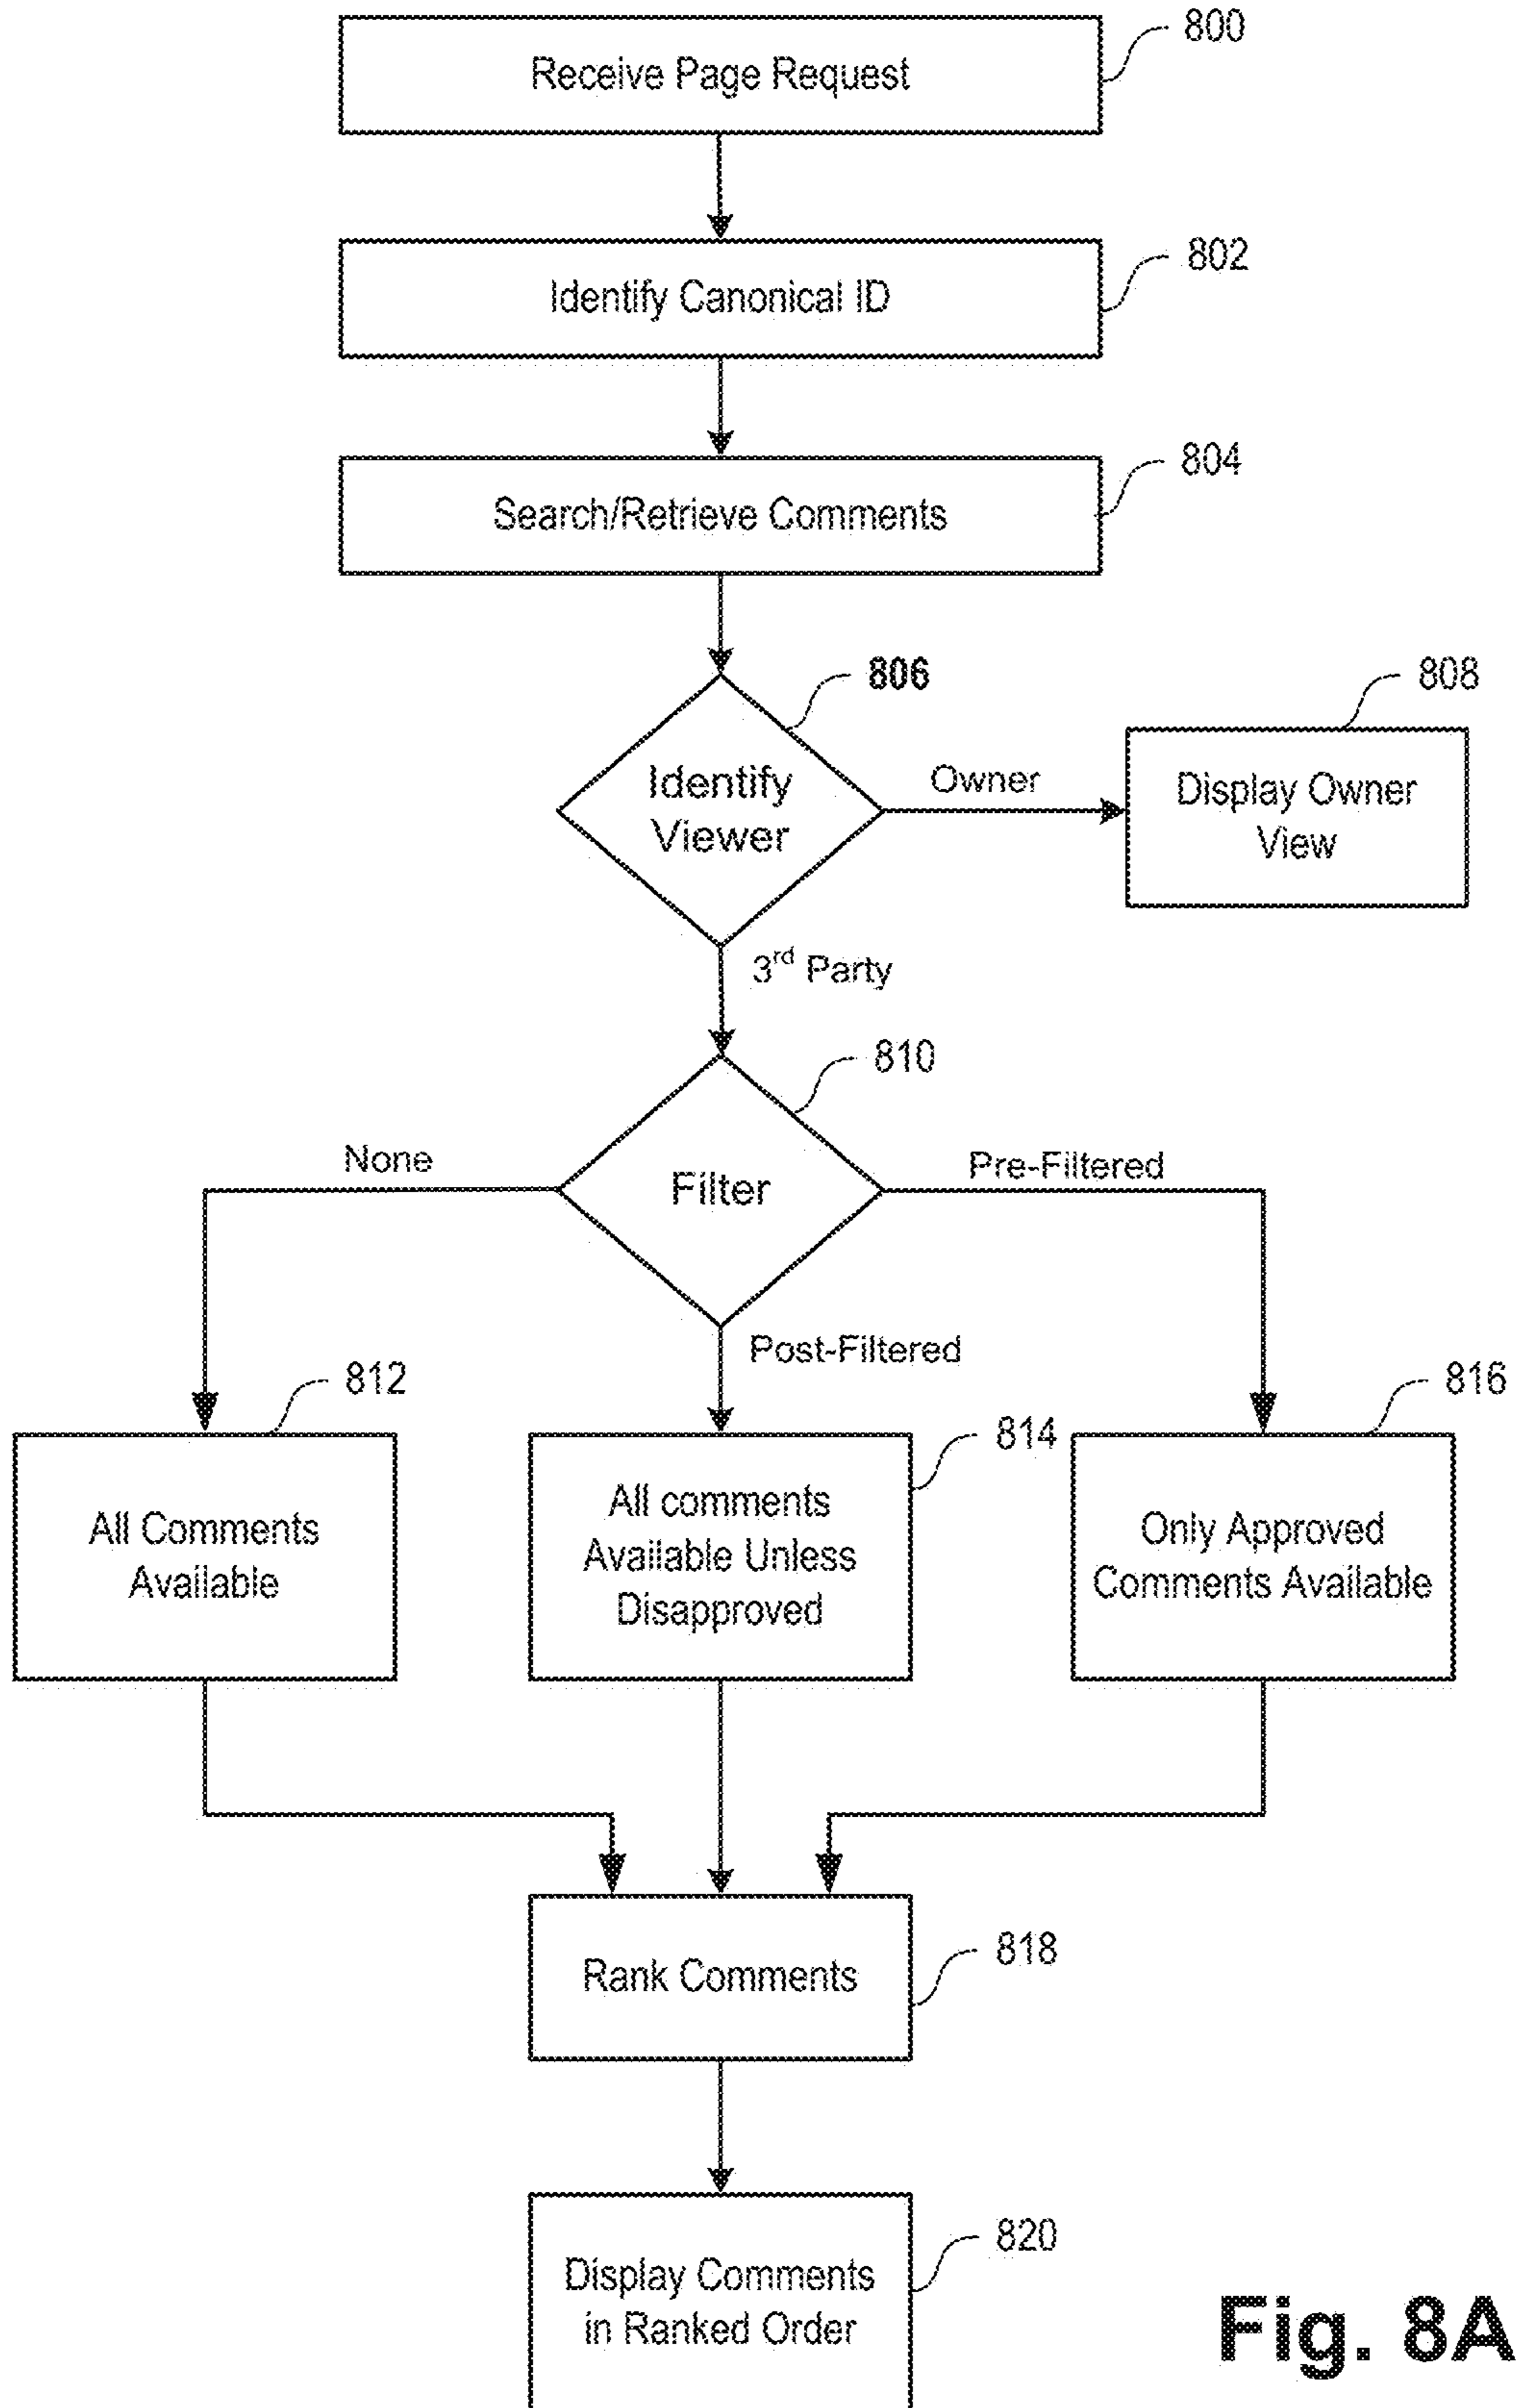 800
Receive Page Request
802
Identify Canonical ID
804
Search/Retrieve Comments
806
808
Identify
Viewer
Owner
Display Owner
View
3rd Party
810
None
Filter
Pre-Filtered
Post-Filtered
812
814
816
All Comments
Available
All comments
Available Unless
Disapproved
Only Approved
Comments Available
818
Rank Comments
820
Display Comments
in Ranked Order
Fig. 8A